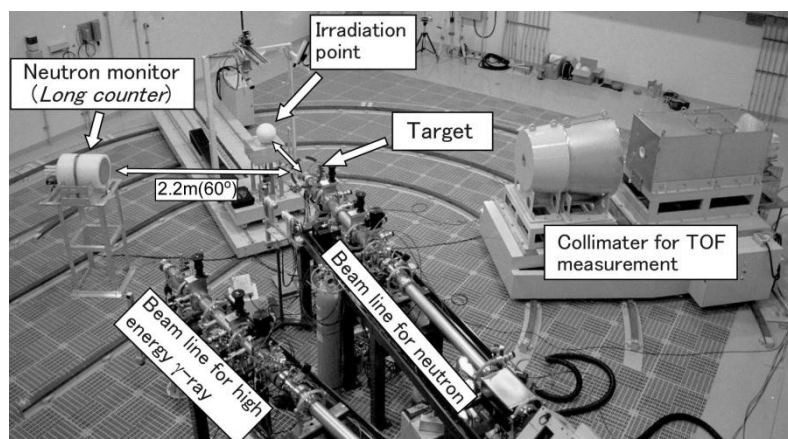 Irradiation
point
Neutron monitor
(Long counter)
Target
2.2m(60°)
Collimater for TOF
measurement
Beam line for neutron
Beam line for high
energy γ-ray